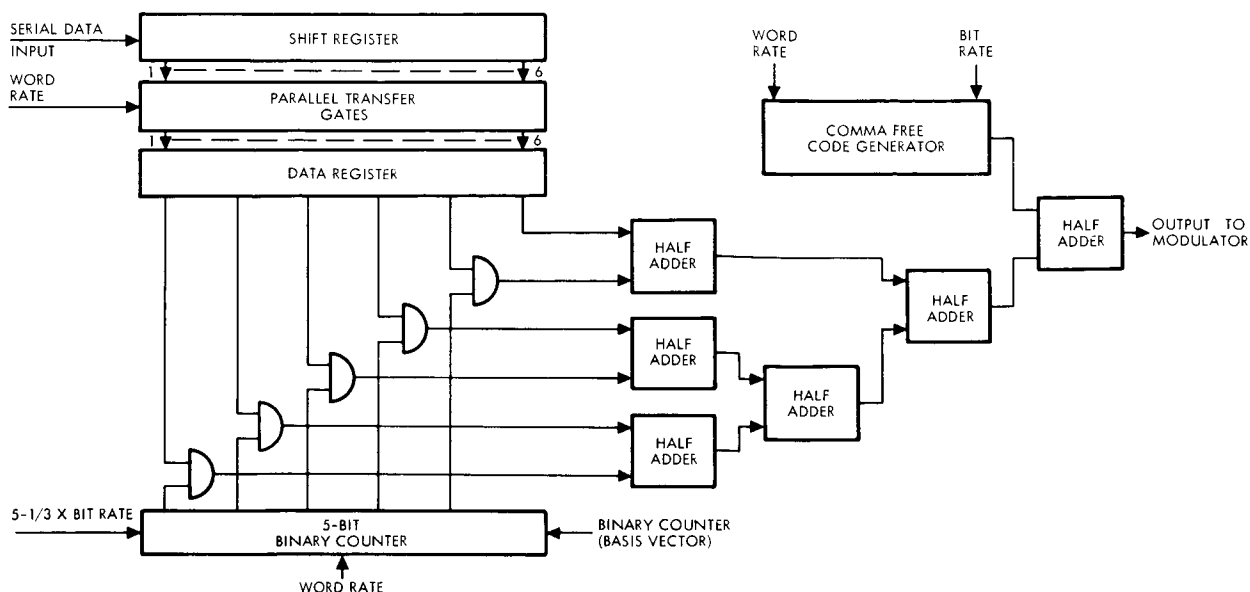 SERIAL DATA
INPUT
SHIFT REGISTER
1
6
WORD
RATE
PARALLEL TRANSFER
GATES
1
6
DATA REGISTER
WORD
RATE
BIT
RATE
COMMA FREE
CODE GENERATOR
HALF
ADDER
OUTPUT TO
MODULATOR
HALF
ADDER
HALF
ADDER
HALF
ADDER
HALF
ADDER
HALF
ADDER
5-1/3 X BIT RATE
5-BIT
BINARY COUNTER
BINARY COUNTER
(BASIS VECTOR)
WORD RATE